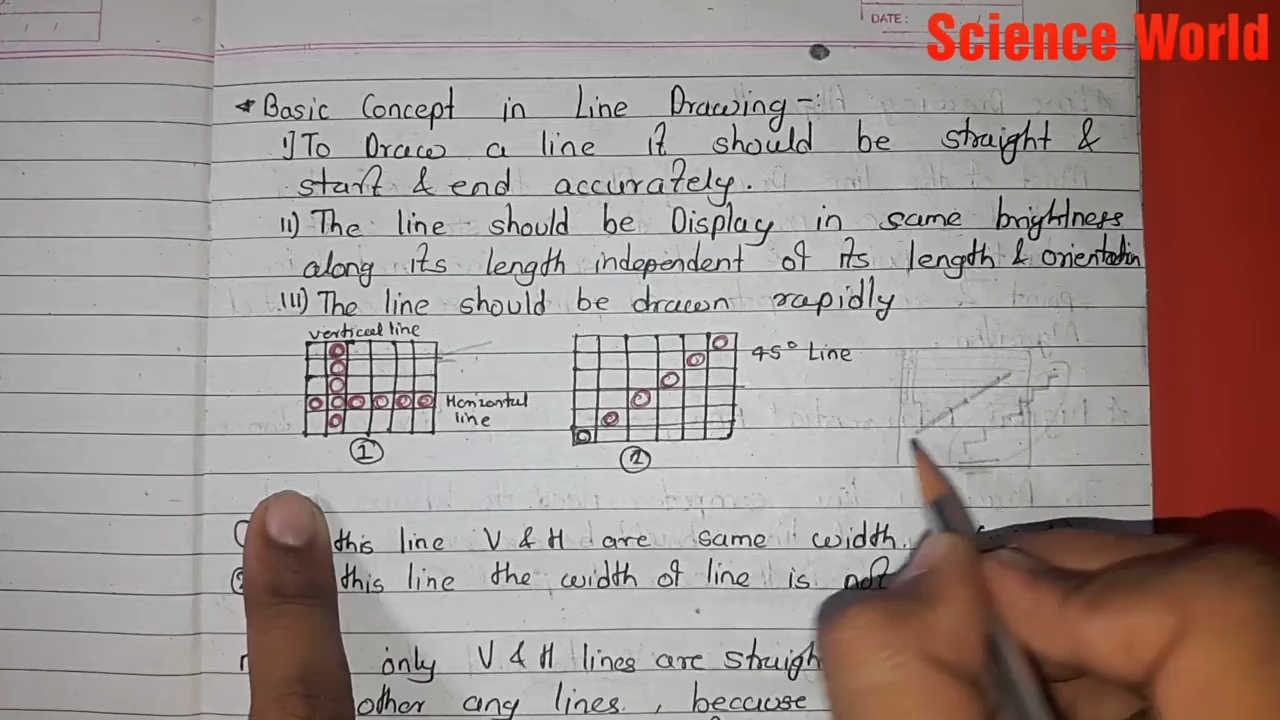 DATE :
Science World
Basic Concept in Line Drawing -:
i) To Draw a line it should be straight &
start & end accurately.
ii) The line should be Display in same brightness
along its length independent of its length & orientation
iii) The line should be drawn rapidly
vertical line
45° Line
Horizontal
line
1
2
this line V & H are same width.
this line the width of line is not
only V & H lines are straigh
other any lines, because